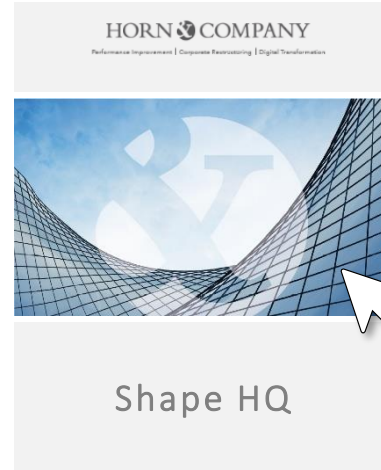 HORN & COMPANY
Performance Improvement | Corporate Restructuring | Digital Transformation
&
Shape HQ